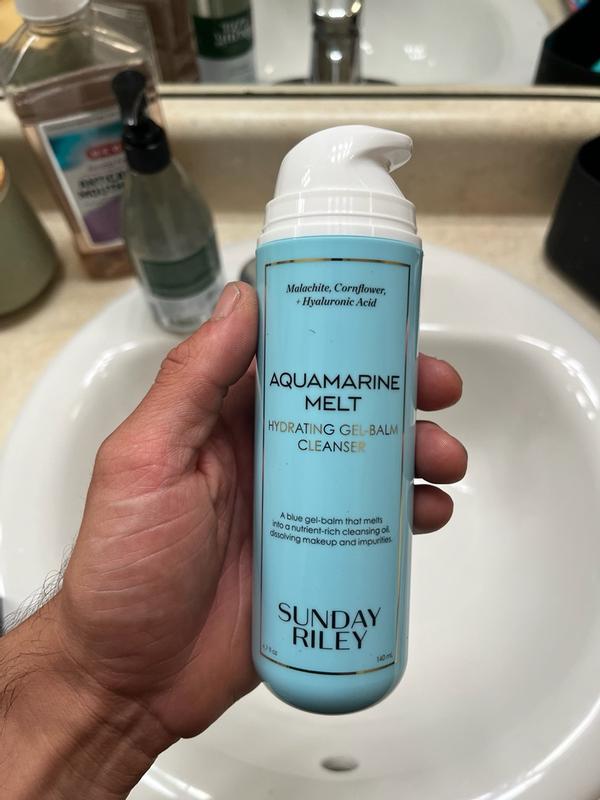 Malachite, Cornflower,
+ Hyaluronic Acid
AQUAMARINE
MELT
HYDRATING GEL-BALM
CLEANSER
A blue gel-balm that melts
into a nutrient-rich cleansing oil,
dissolving makeup and impurities.
SUNDAY
RILEY
140 mL